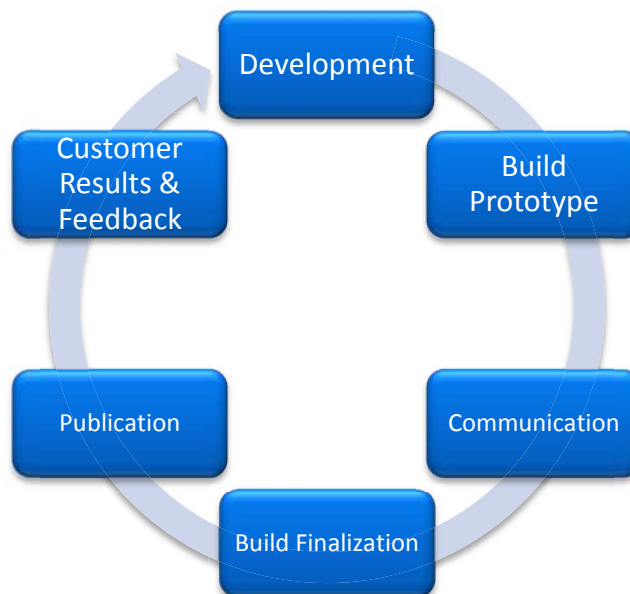 Development
Build
Prototype
Communication
Build Finalization
Publication
Customer
Results &
Feedback